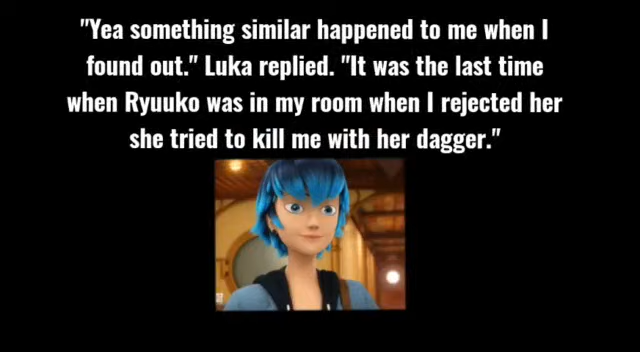 "Yea something similar happened to me when I
found out." Luka replied. "It was the last time
when Ryuuko was in my room when I rejected her
she tried to kill me with her dagger."